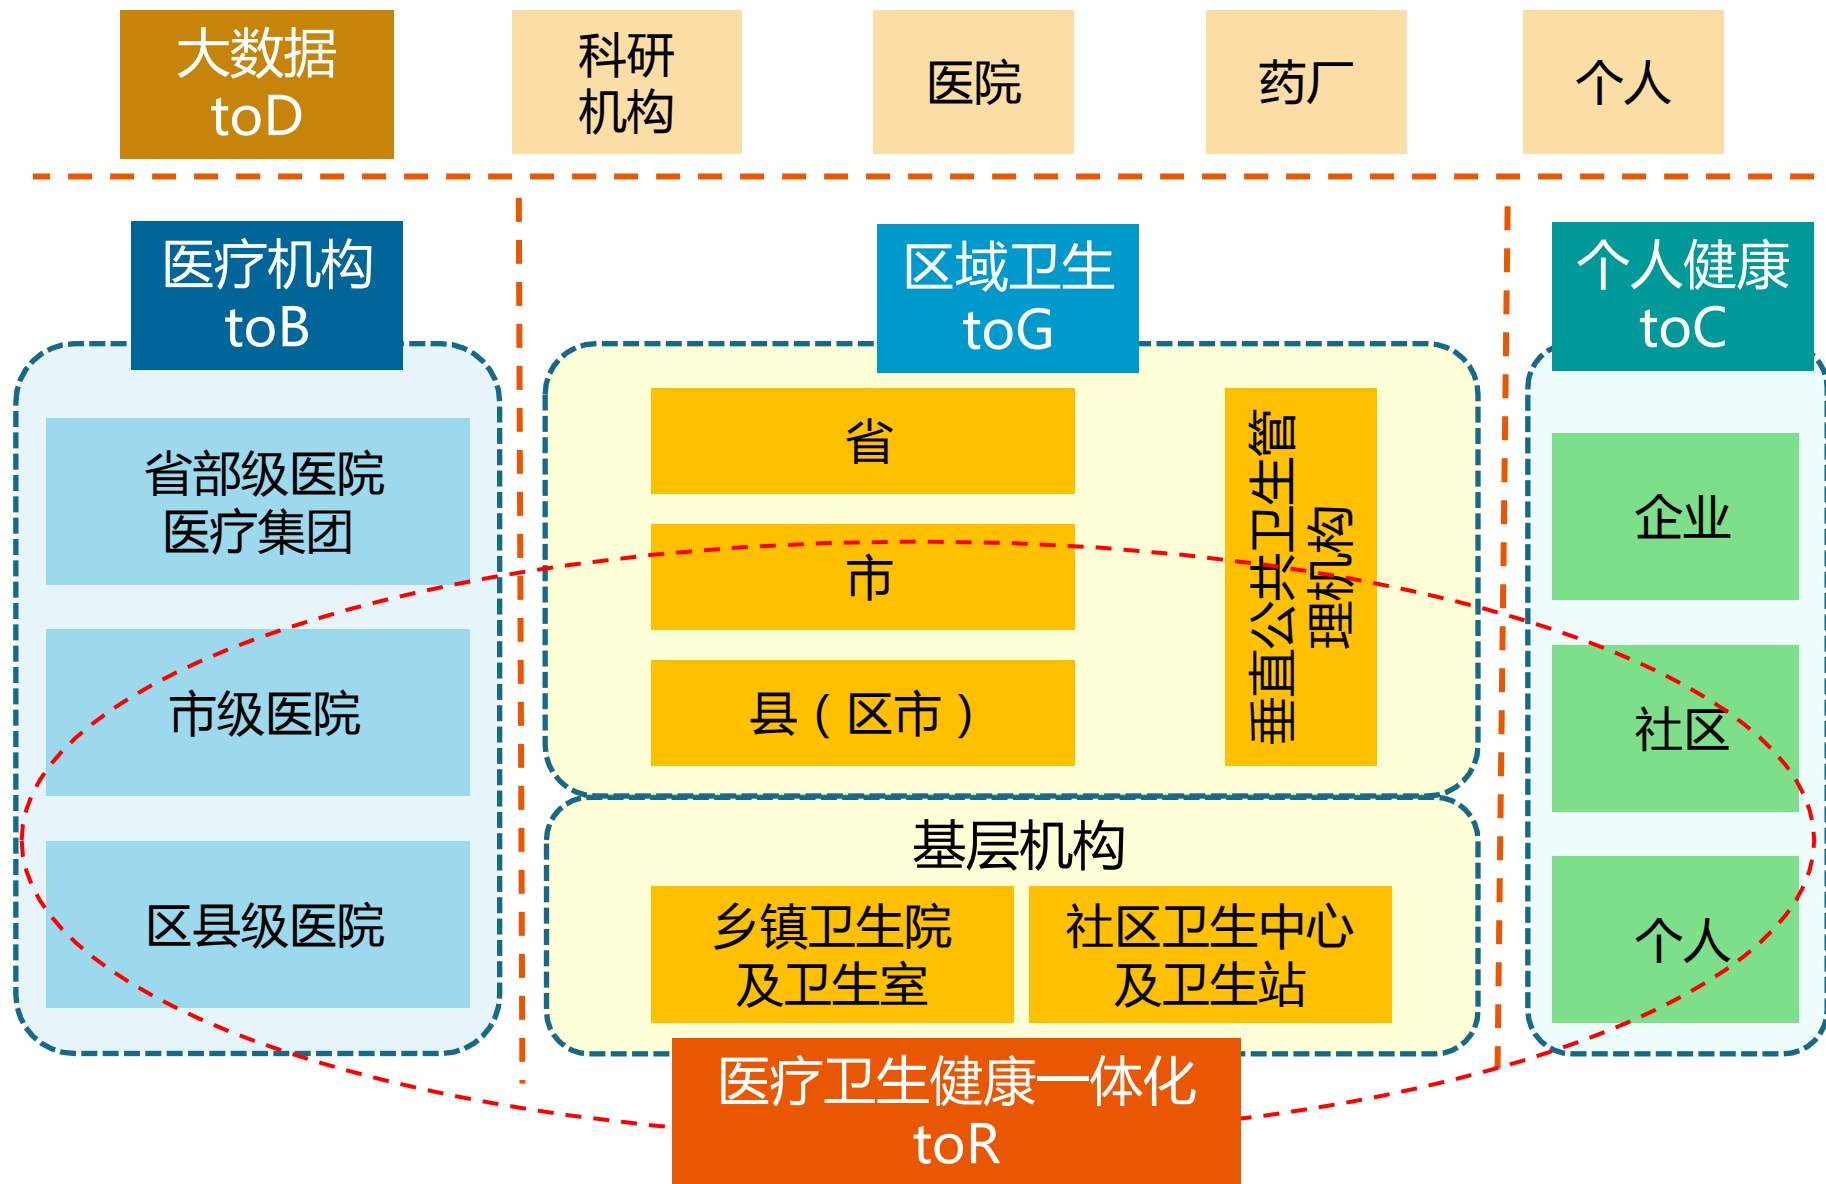 大数据
toD
科研
机构
医院
药厂
个人
医疗机构
toB
省部级医院
医疗集团
市级医院
区县级医院
区域卫生
toG
省
市
县（区市）
垂直公共卫生管
理机构
基层机构
乡镇卫生院
及卫生室
社区卫生中心
及卫生站
个人健康
toC
企业
社区
个人
医疗卫生健康一体化
toR